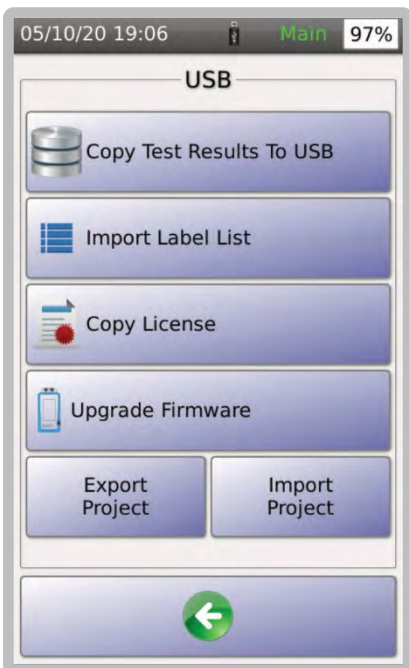 05/10/20 19:06 Main 97%
USB
Copy Test Results To USB
Import Label List
Copy License
Upgrade Firmware
Export
Project
Import
Project